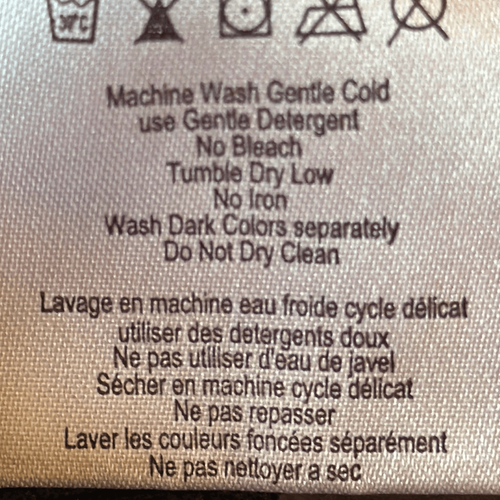 30°C
Machine Wash Gentle Cold
use Gentle Detergent
No Bleach
Tumble Dry Low
No Iron
Wash Dark Colors separately
Do Not Dry Clean
Lavage en machine eau froide cycle délicat
utiliser des detergents doux
Ne pas utiliser d'eau de javel
Sécher en machine cycle délicat
Ne pas repasser
Laver les couleurs foncées séparément
Ne pas nettoyer a sec